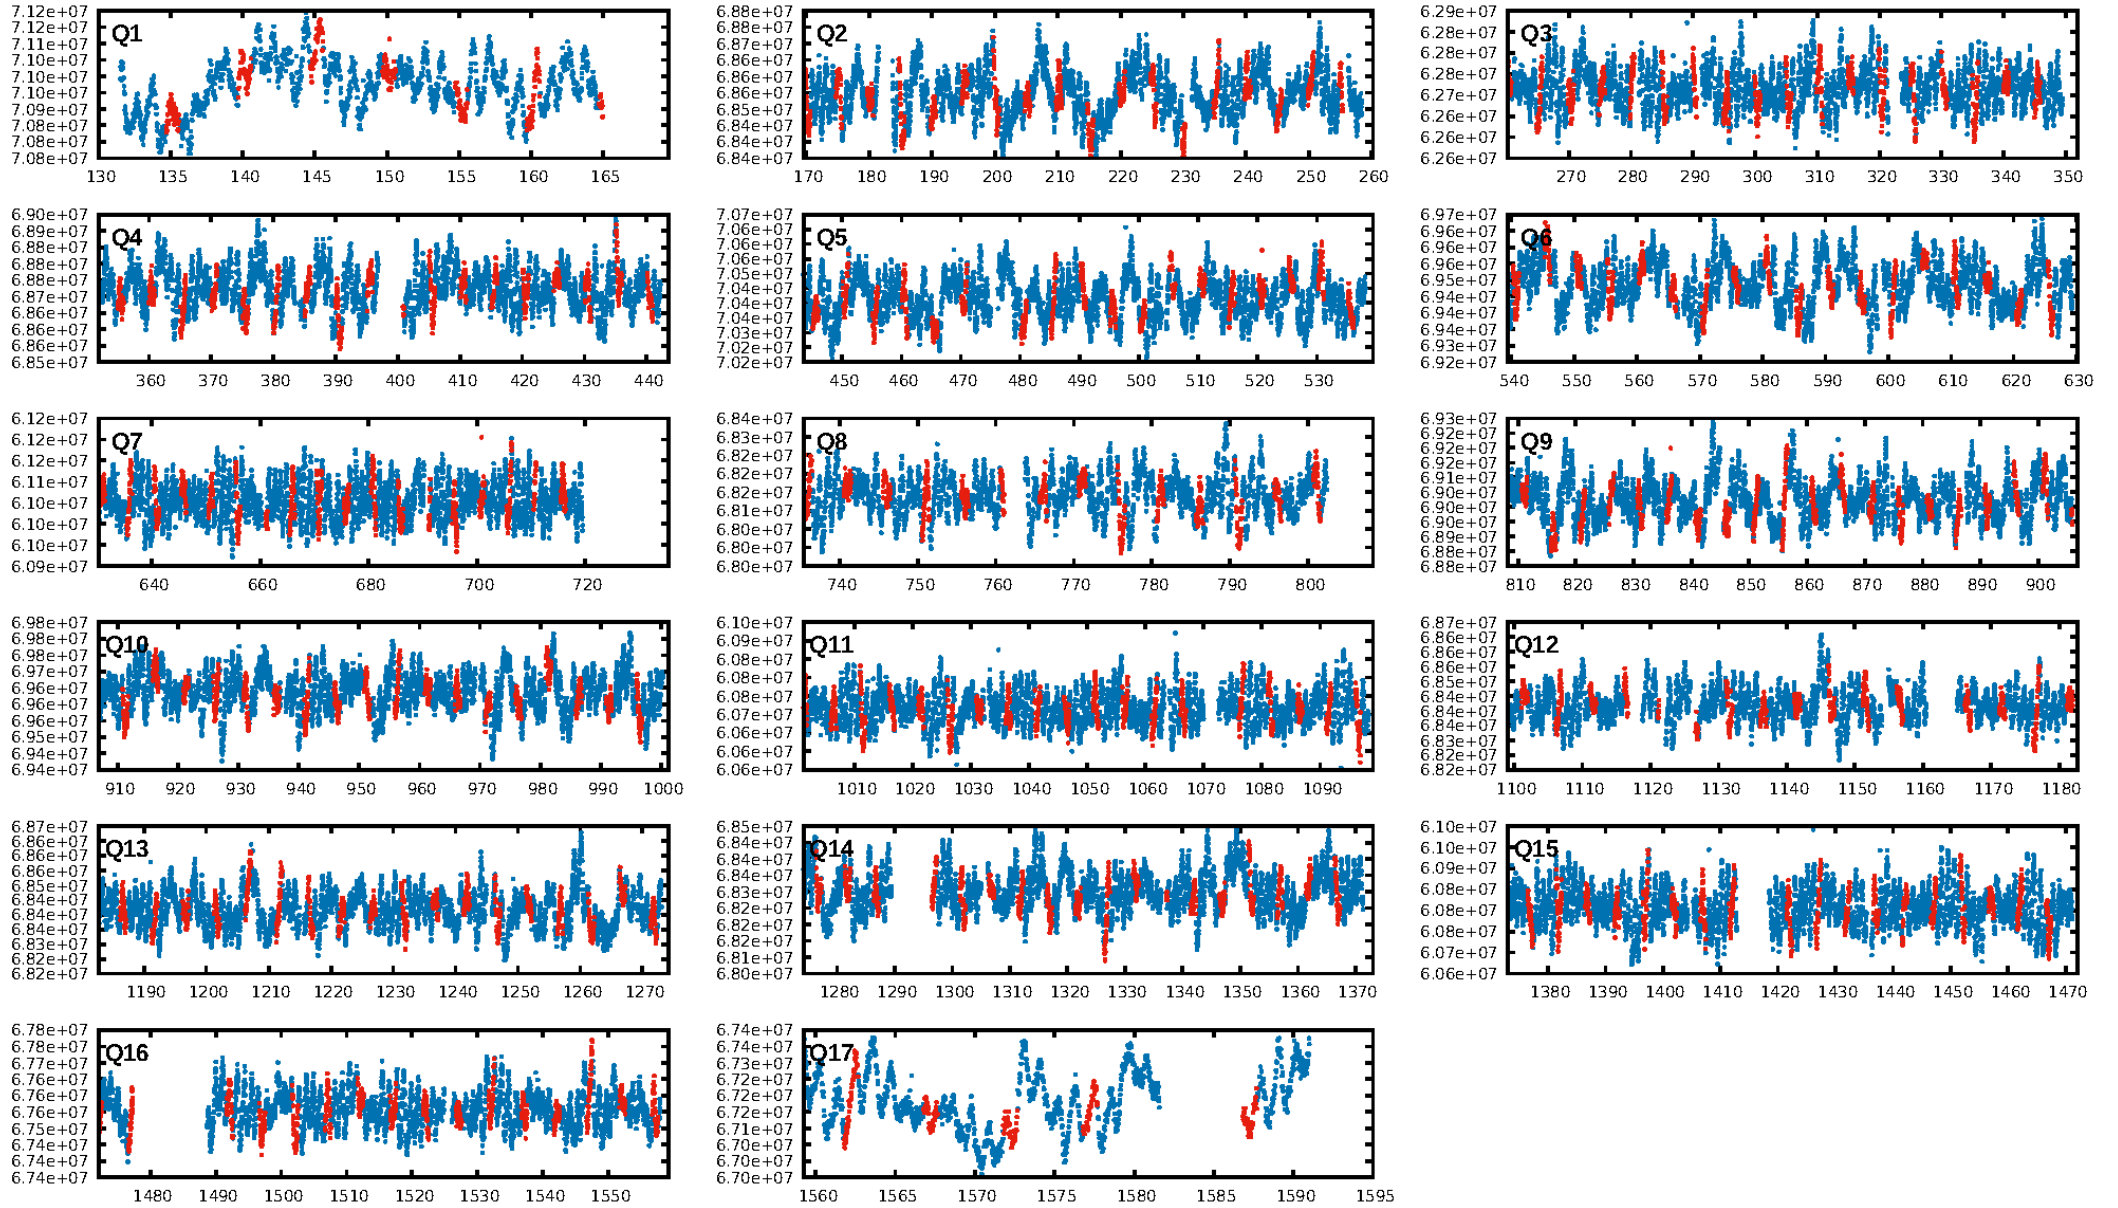 Q1
7.12e+07
7.11e+07
7.11e+07
7.10e+07
7.10e+07
7.09e+07
7.09e+07
7.08e+07
7.08e+07
130 135 140 145 150 155 160 165
Q2
6.88e+07
6.87e+07
6.87e+07
6.86e+07
6.86e+07
6.85e+07
6.85e+07
6.84e+07
6.84e+07
170 180 190 200 210 220 230 240 250 260
Q3
6.29e+07
6.28e+07
6.28e+07
6.28e+07
6.27e+07
6.26e+07
6.26e+07
6.26e+07
270 280 290 300 310 320 330 340 350
Q4
6.90e+07
6.89e+07
6.88e+07
6.88e+07
6.88e+07
6.87e+07
6.86e+07
6.86e+07
6.86e+07
6.85e+07
360 370 380 390 400 410 420 430 440
Q5
7.07e+07
7.06e+07
7.06e+07
7.05e+07
7.04e+07
7.04e+07
7.04e+07
7.03e+07
7.02e+07
7.02e+07
450 460 470 480 490 500 510 520 530
Q6
6.97e+07
6.96e+07
6.96e+07
6.95e+07
6.94e+07
6.94e+07
6.94e+07
6.93e+07
6.92e+07
540 550 560 570 580 590 600 610 620 630
Q7
6.12e+07
6.12e+07
6.12e+07
6.11e+07
6.10e+07
6.10e+07
6.10e+07
6.09e+07
640 660 680 700 720
Q8
6.84e+07
6.83e+07
6.82e+07
6.82e+07
6.82e+07
6.81e+07
6.80e+07
6.80e+07
6.80e+07
740 750 760 770 780 790 800
Q9
6.93e+07
6.92e+07
6.92e+07
6.91e+07
6.90e+07
6.90e+07
6.90e+07
6.89e+07
6.88e+07
6.88e+07
810 820 830 840 850 860 870 880 890 900
Q10
6.98e+07
6.98e+07
6.97e+07
6.96e+07
6.96e+07
6.96e+07
6.95e+07
6.94e+07
6.94e+07
910 920 930 940 950 960 970 980 990 1000
Q11
6.10e+07
6.09e+07
6.08e+07
6.08e+07
6.08e+07
6.07e+07
6.06e+07
6.06e+07
6.06e+07
1010 1020 1030 1040 1050 1060 1070 1080 1090
Q12
6.87e+07
6.86e+07
6.86e+07
6.86e+07
6.85e+07
6.84e+07
6.84e+07
6.84e+07
6.83e+07
6.82e+07
6.82e+07
1100 1110 1120 1130 1140 1150 1160 1170 1180
Q13
6.87e+07
6.86e+07
6.86e+07
6.86e+07
6.85e+07
6.84e+07
6.84e+07
6.84e+07
6.83e+07
6.82e+07
6.82e+07
1190 1200 1210 1220 1230 1240 1250 1260 1270
Q14
6.85e+07
6.84e+07
6.84e+07
6.84e+07
6.83e+07
6.82e+07
6.82e+07
6.82e+07
6.81e+07
6.80e+07
1280 1290 1300 1310 1320 1330 1340 1350 1360 1370
Q15
6.10e+07
6.10e+07
6.09e+07
6.08e+07
6.08e+07
6.07e+07
6.06e+07
1380 1390 1400 1410 1420 1430 1440 1450 1460 1470
Q16
6.78e+07
6.78e+07
6.77e+07
6.76e+07
6.76e+07
6.76e+07
6.75e+07
6.74e+07
6.74e+07
6.74e+07
1480 1490 1500 1510 1520 1530 1540 1550
Q17
6.74e+07
6.74e+07
6.73e+07
6.72e+07
6.72e+07
6.71e+07
6.70e+07
6.70e+07
6.70e+07
1560 1565 1570 1575 1580 1585 1590 1595